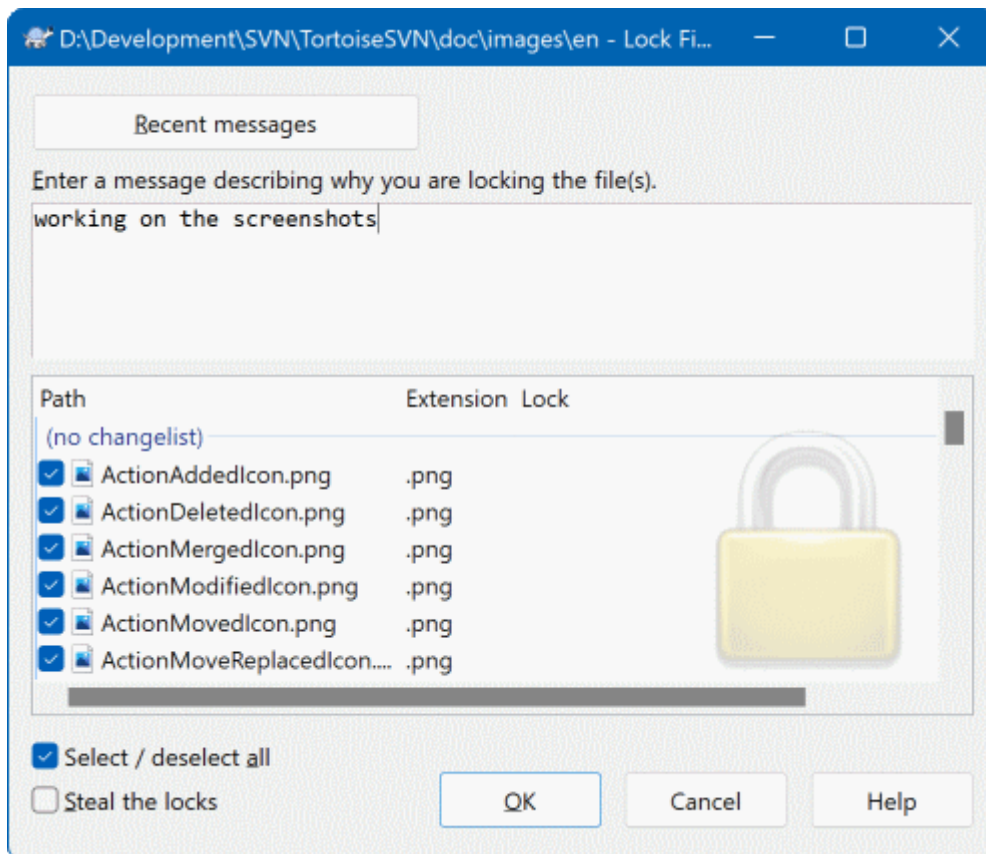 D:\Development\SVN\TortoiseSVN\doc\images\en - Lock Fi...
Recent messages
Enter a message describing why you are locking the file(s).
working on the screenshots
Path Extension Lock
(no changelist)
ActionAddedIcon.png .png
ActionDeletedIcon.png .png
ActionMergedIcon.png .png
ActionModifiedIcon.png .png
ActionMovedIcon.png .png
ActionMoveReplacedIcon.... .png
Select / deselect all
Steal the locks
OK Cancel Help